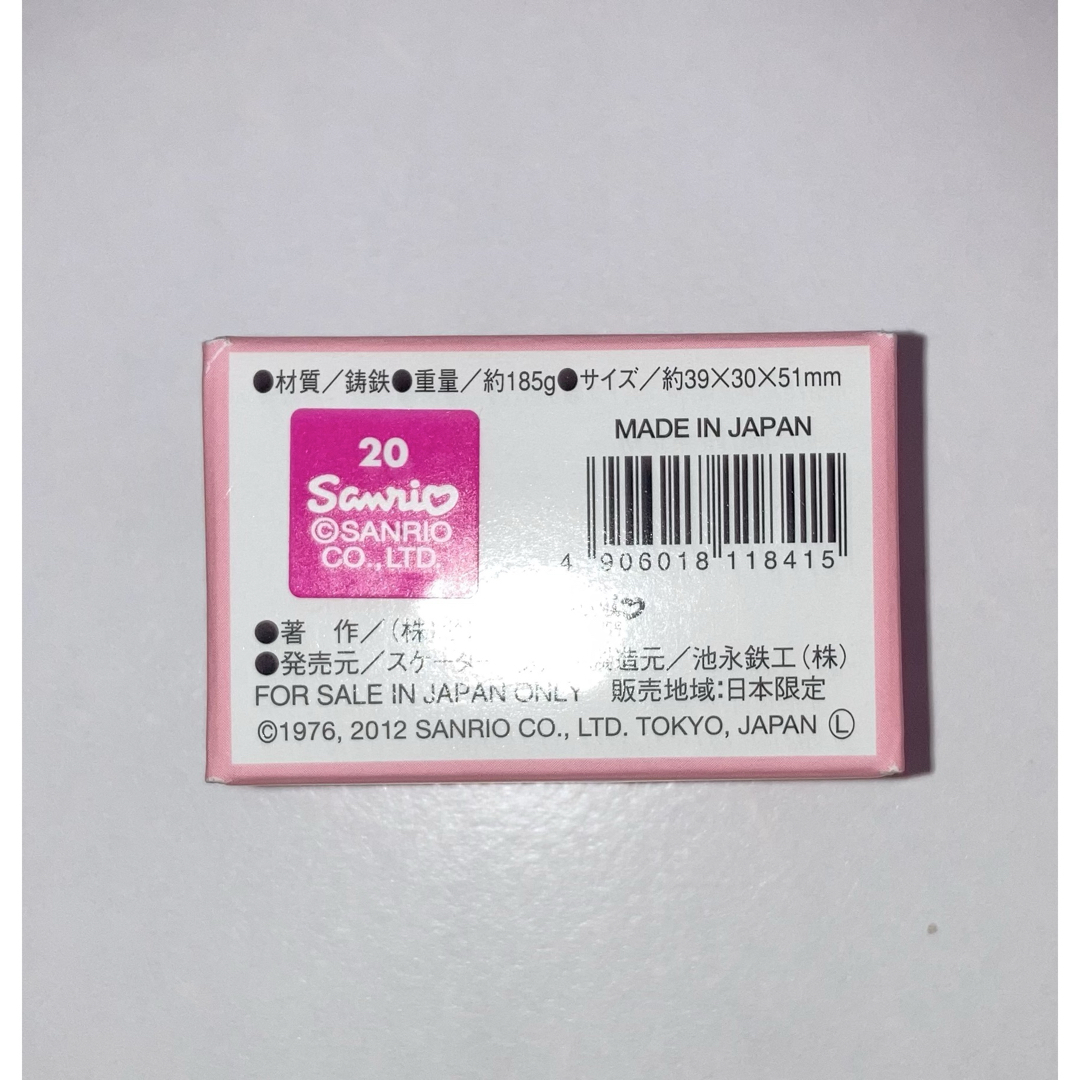 ●材質／鋳鉄●重量／約185g●サイズ／約39×30×51mm
20
Sanrio
©SANRIO
CO.,LTD.
MADE IN JAPAN
4 906018 118415
●著　作／(株)
●発売元／スケーター 製造元／池永鉄工(株)
FOR SALE IN JAPAN ONLY　販売地域:日本限定
©1976, 2012 SANRIO CO., LTD. TOKYO, JAPAN Ⓛ